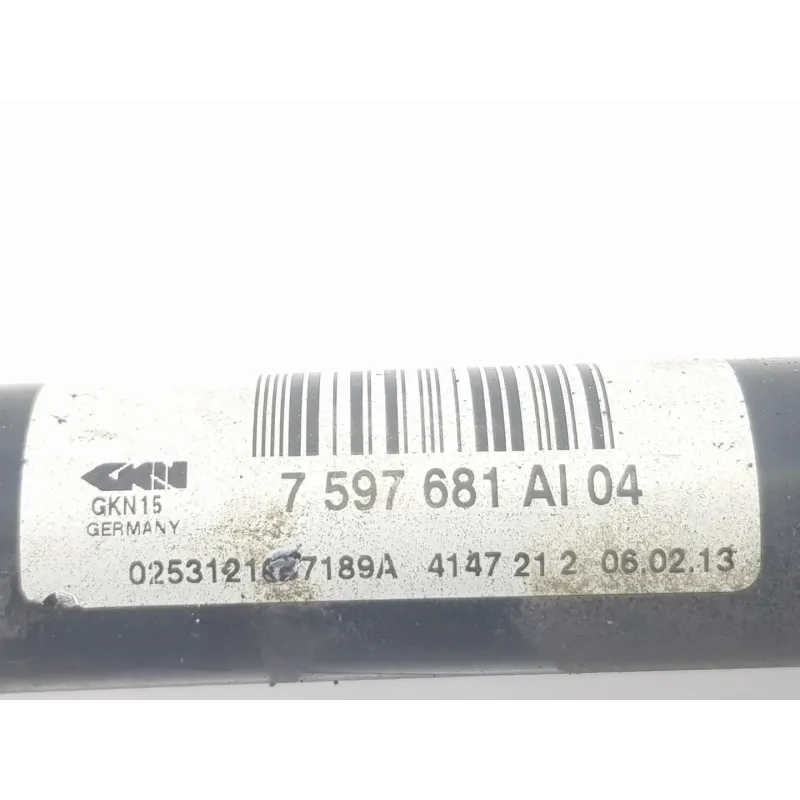 GKN
7 597 681 AI 04
GKN15
GERMANY
4147 21 2 06.02.13